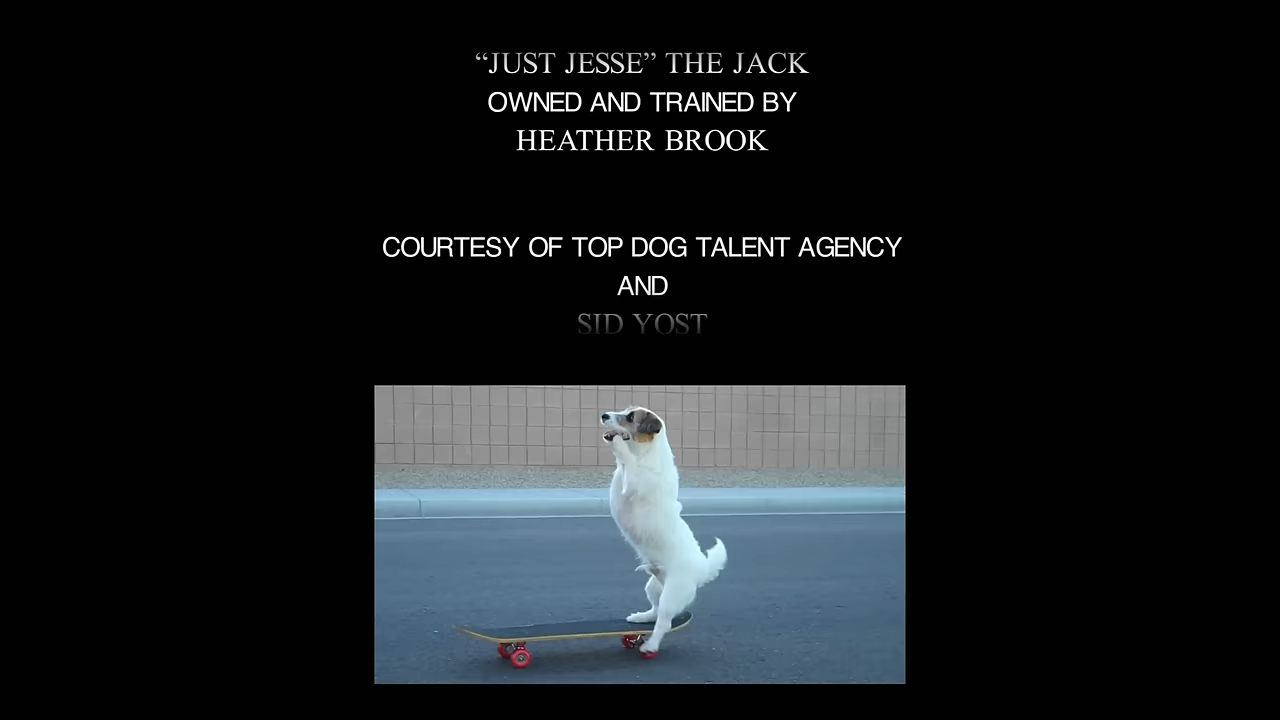 “JUST JESSE” THE JACK
OWNED AND TRAINED BY
HEATHER BROOK
COURTESY OF TOP DOG TALENT AGENCY
AND
SID YOST